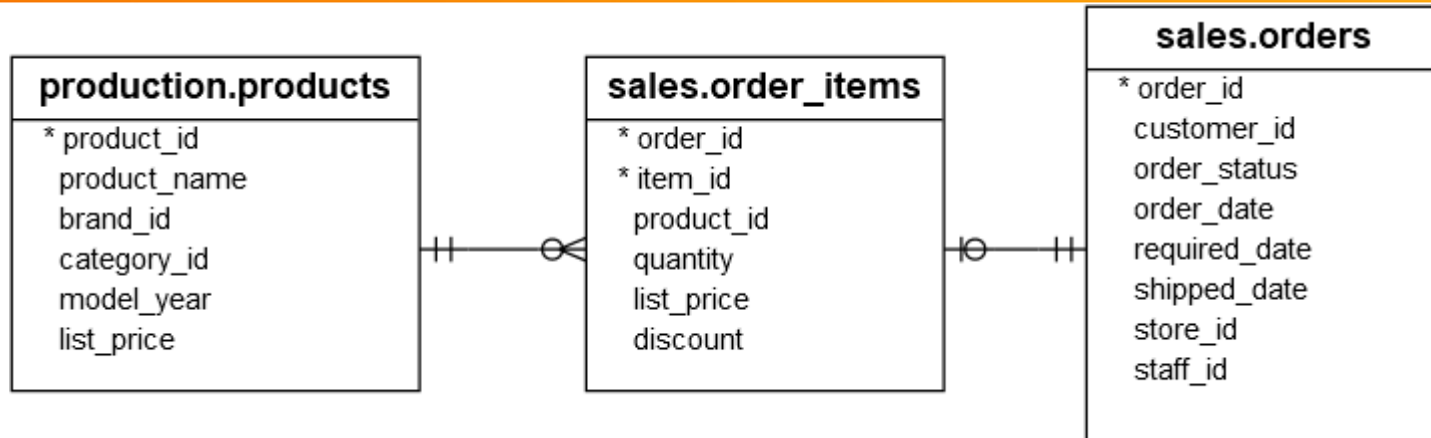 production.products
* product_id
product_name
brand_id
category_id
model_year
list_price
sales.order_items
* order_id
* item_id
product_id
quantity
list_price
discount
sales.orders
* order_id
customer_id
order_status
order_date
required_date
shipped_date
store_id
staff_id